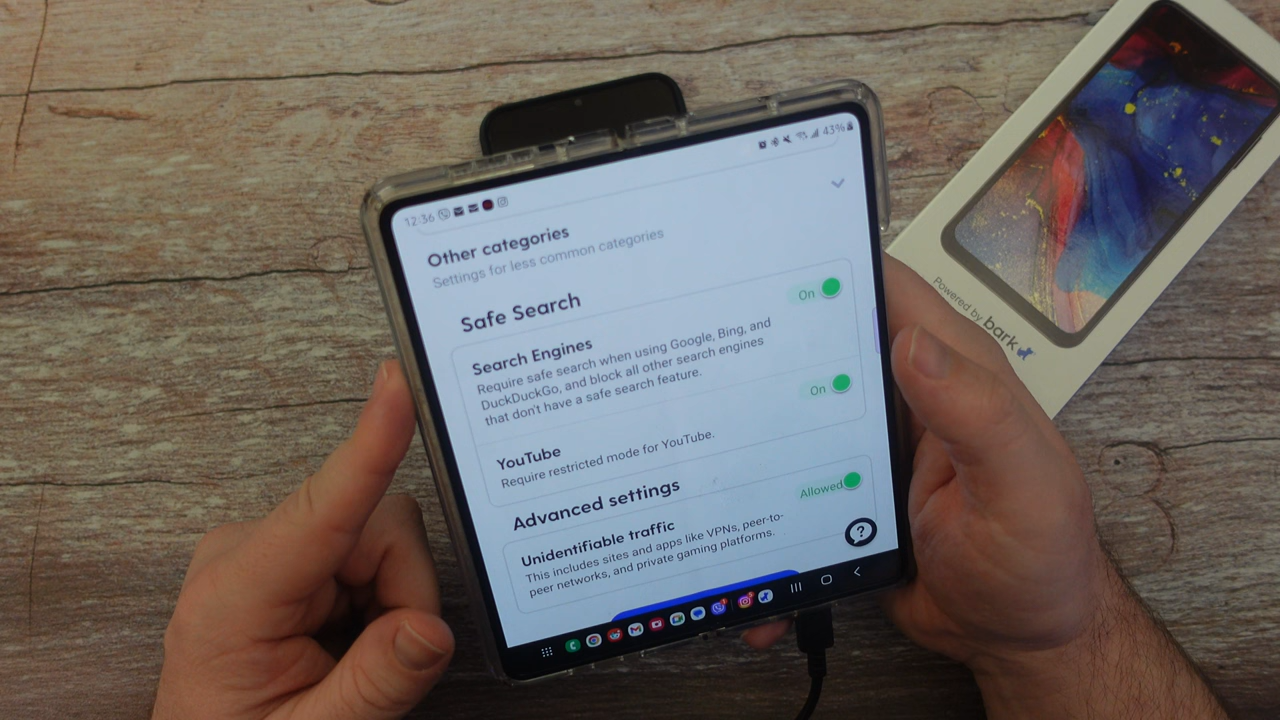 12:36
43%
Other categories
Settings for less common categories
Safe Search
On
Search Engines
Require safe search when using Google, Bing, and
DuckDuckGo, and block all other search engines
that don't have a safe search feature.
On
YouTube
Require restricted mode for YouTube.
Advanced settings
Allowed
Unidentifiable traffic
This includes sites and apps like VPNs, peer-to-
peer networks, and private gaming platforms.
?
Powered by bark